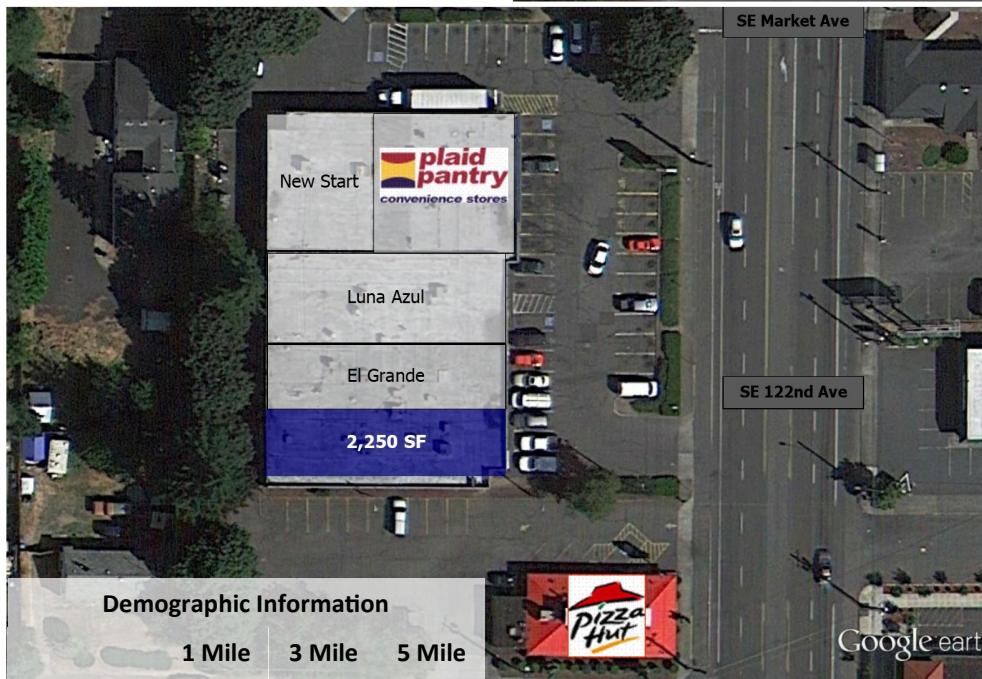 SE Market Ave
New Start
plaid
pantry
convenience stores
Luna Azul
El Grande
SE 122nd Ave
2,250 SF
Pizza
Hut
Demographic Information
1 Mile 3 Mile 5 Mile
Google eart